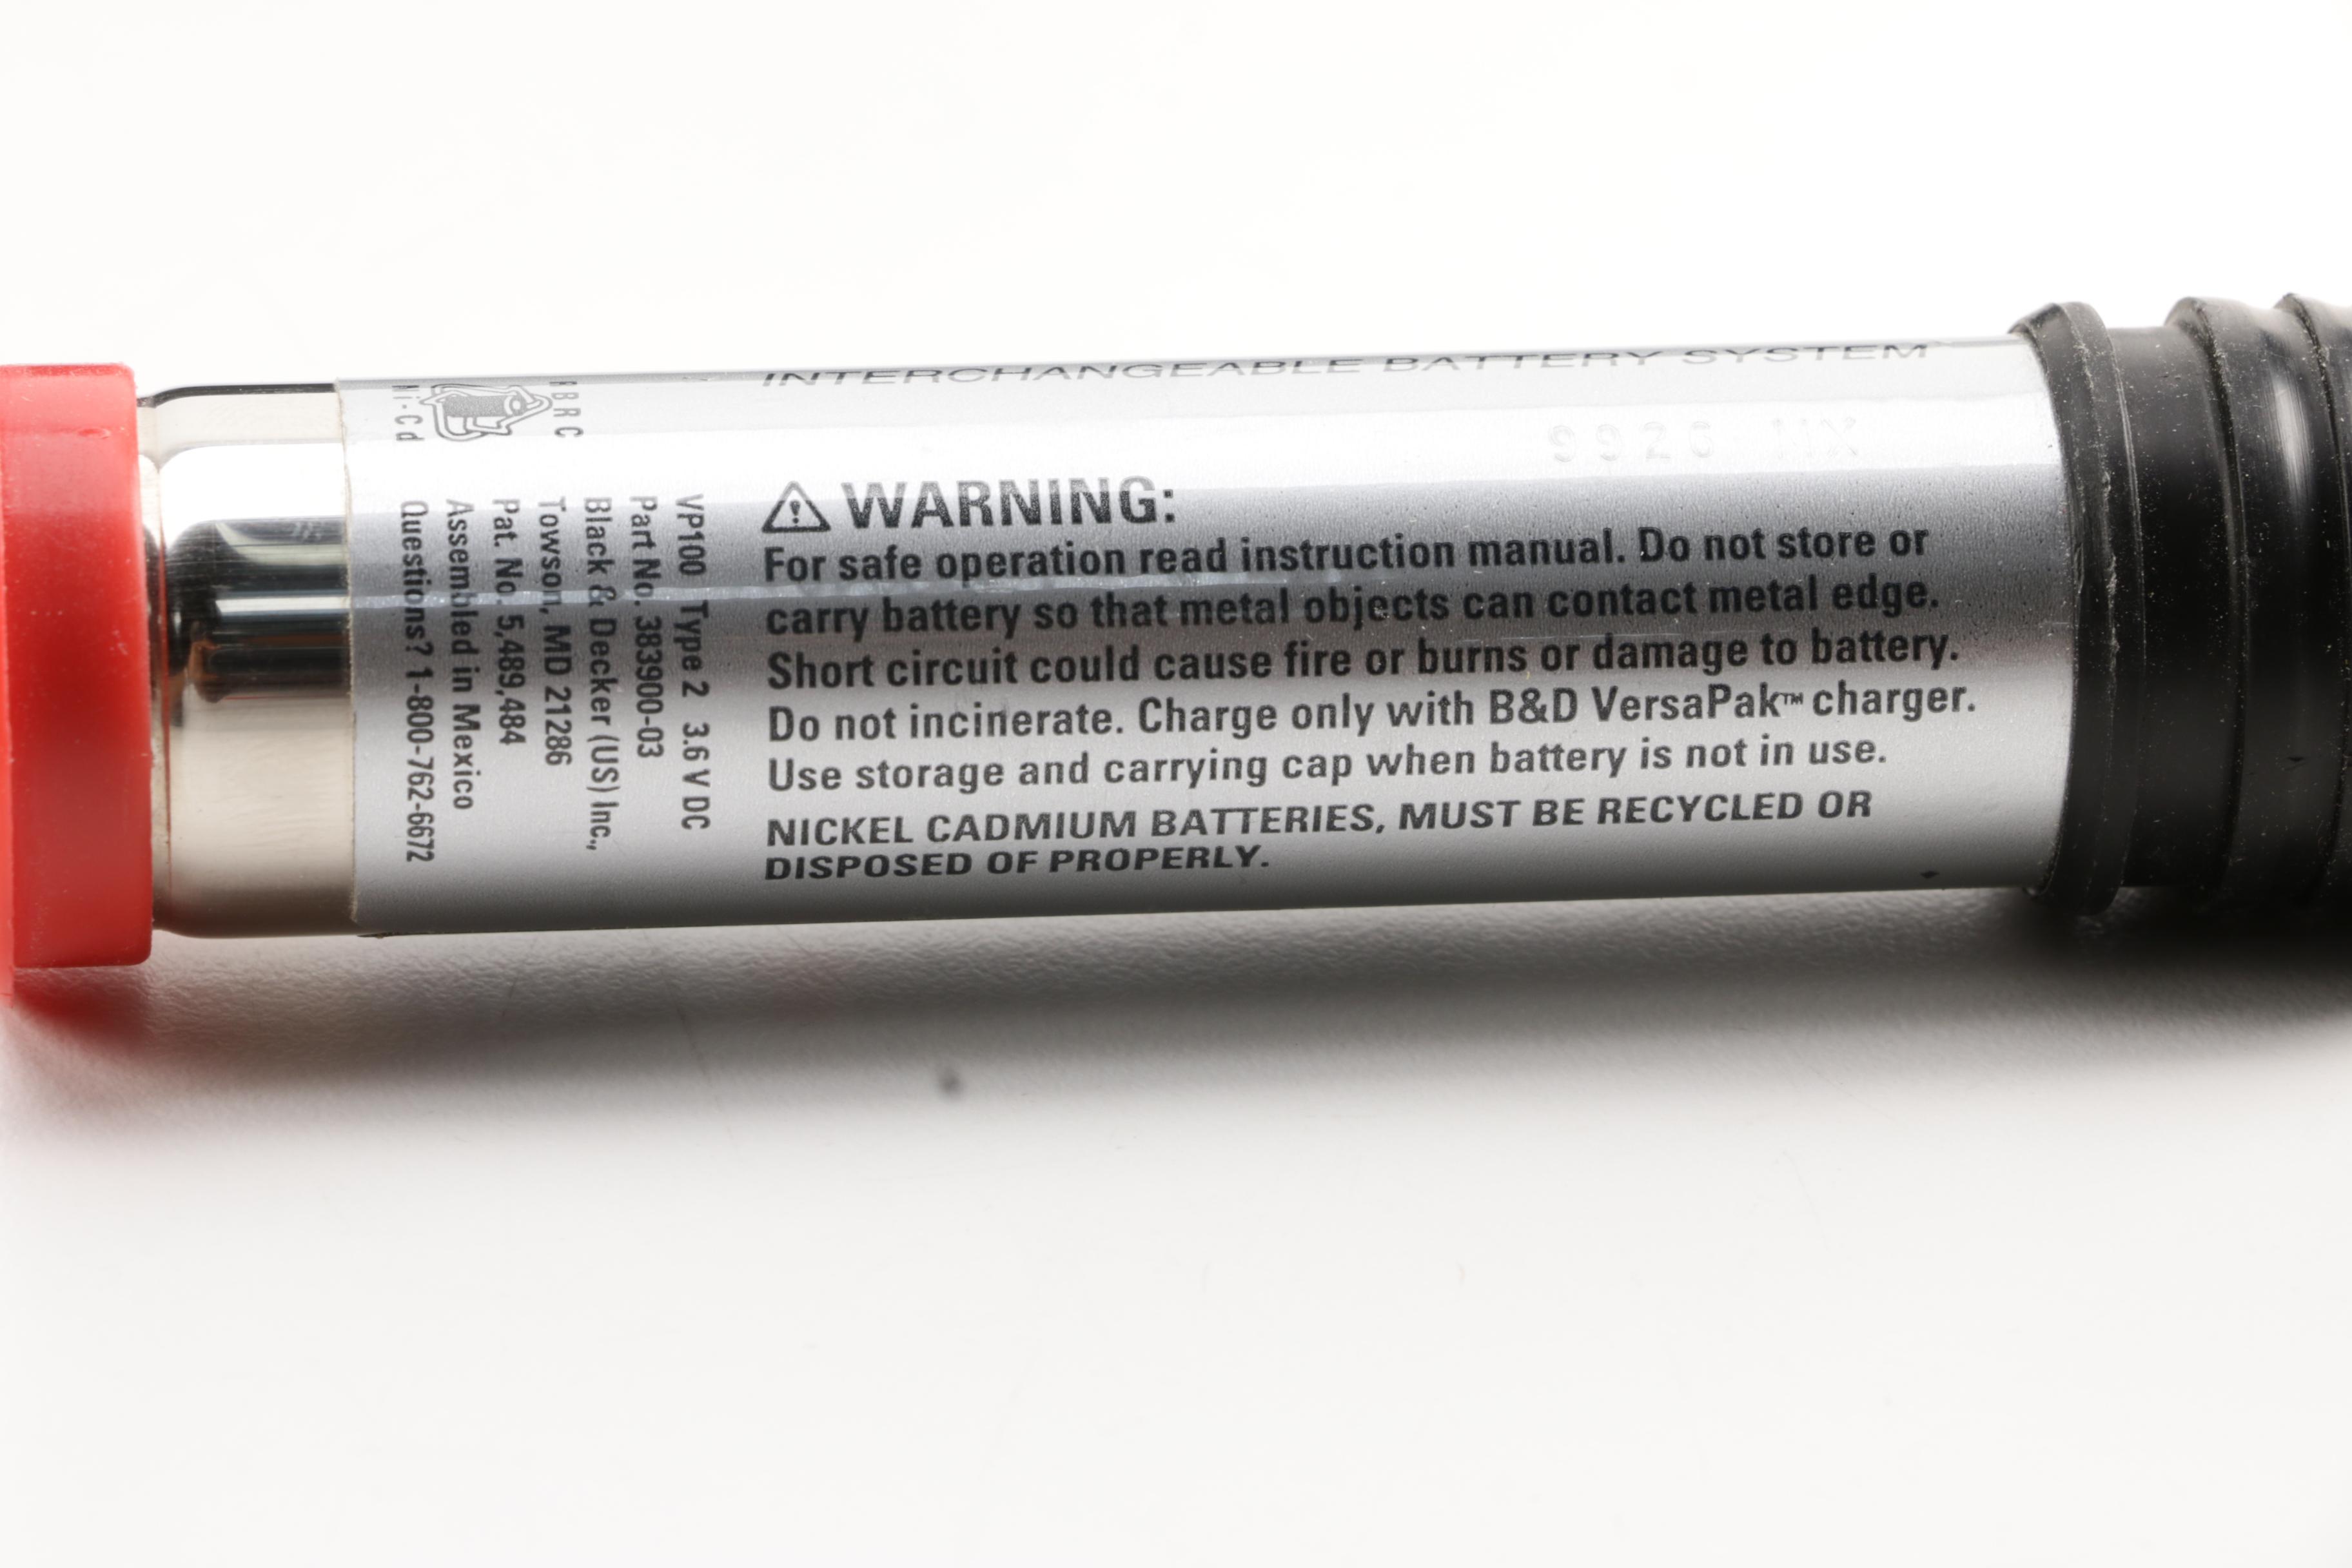 INTERCHANGEABLE BATTERY SYSTEM
9926 MX
RBRC
Ni-Cd
VP100 Type 2 3.6 V DC
Part No. 383900-03
Black & Decker (US) Inc.,
Towson, MD 21286
Pat. No. 5,489,484
Assembled in Mexico
Questions? 1-800-762-6672
WARNING:
For safe operation read instruction manual. Do not store or
carry battery so that metal objects can contact metal edge.
Short circuit could cause fire or burns or damage to battery.
Do not incinerate. Charge only with B&D VersaPak™ charger.
Use storage and carrying cap when battery is not in use.
NICKEL CADMIUM BATTERIES, MUST BE RECYCLED OR
DISPOSED OF PROPERLY.